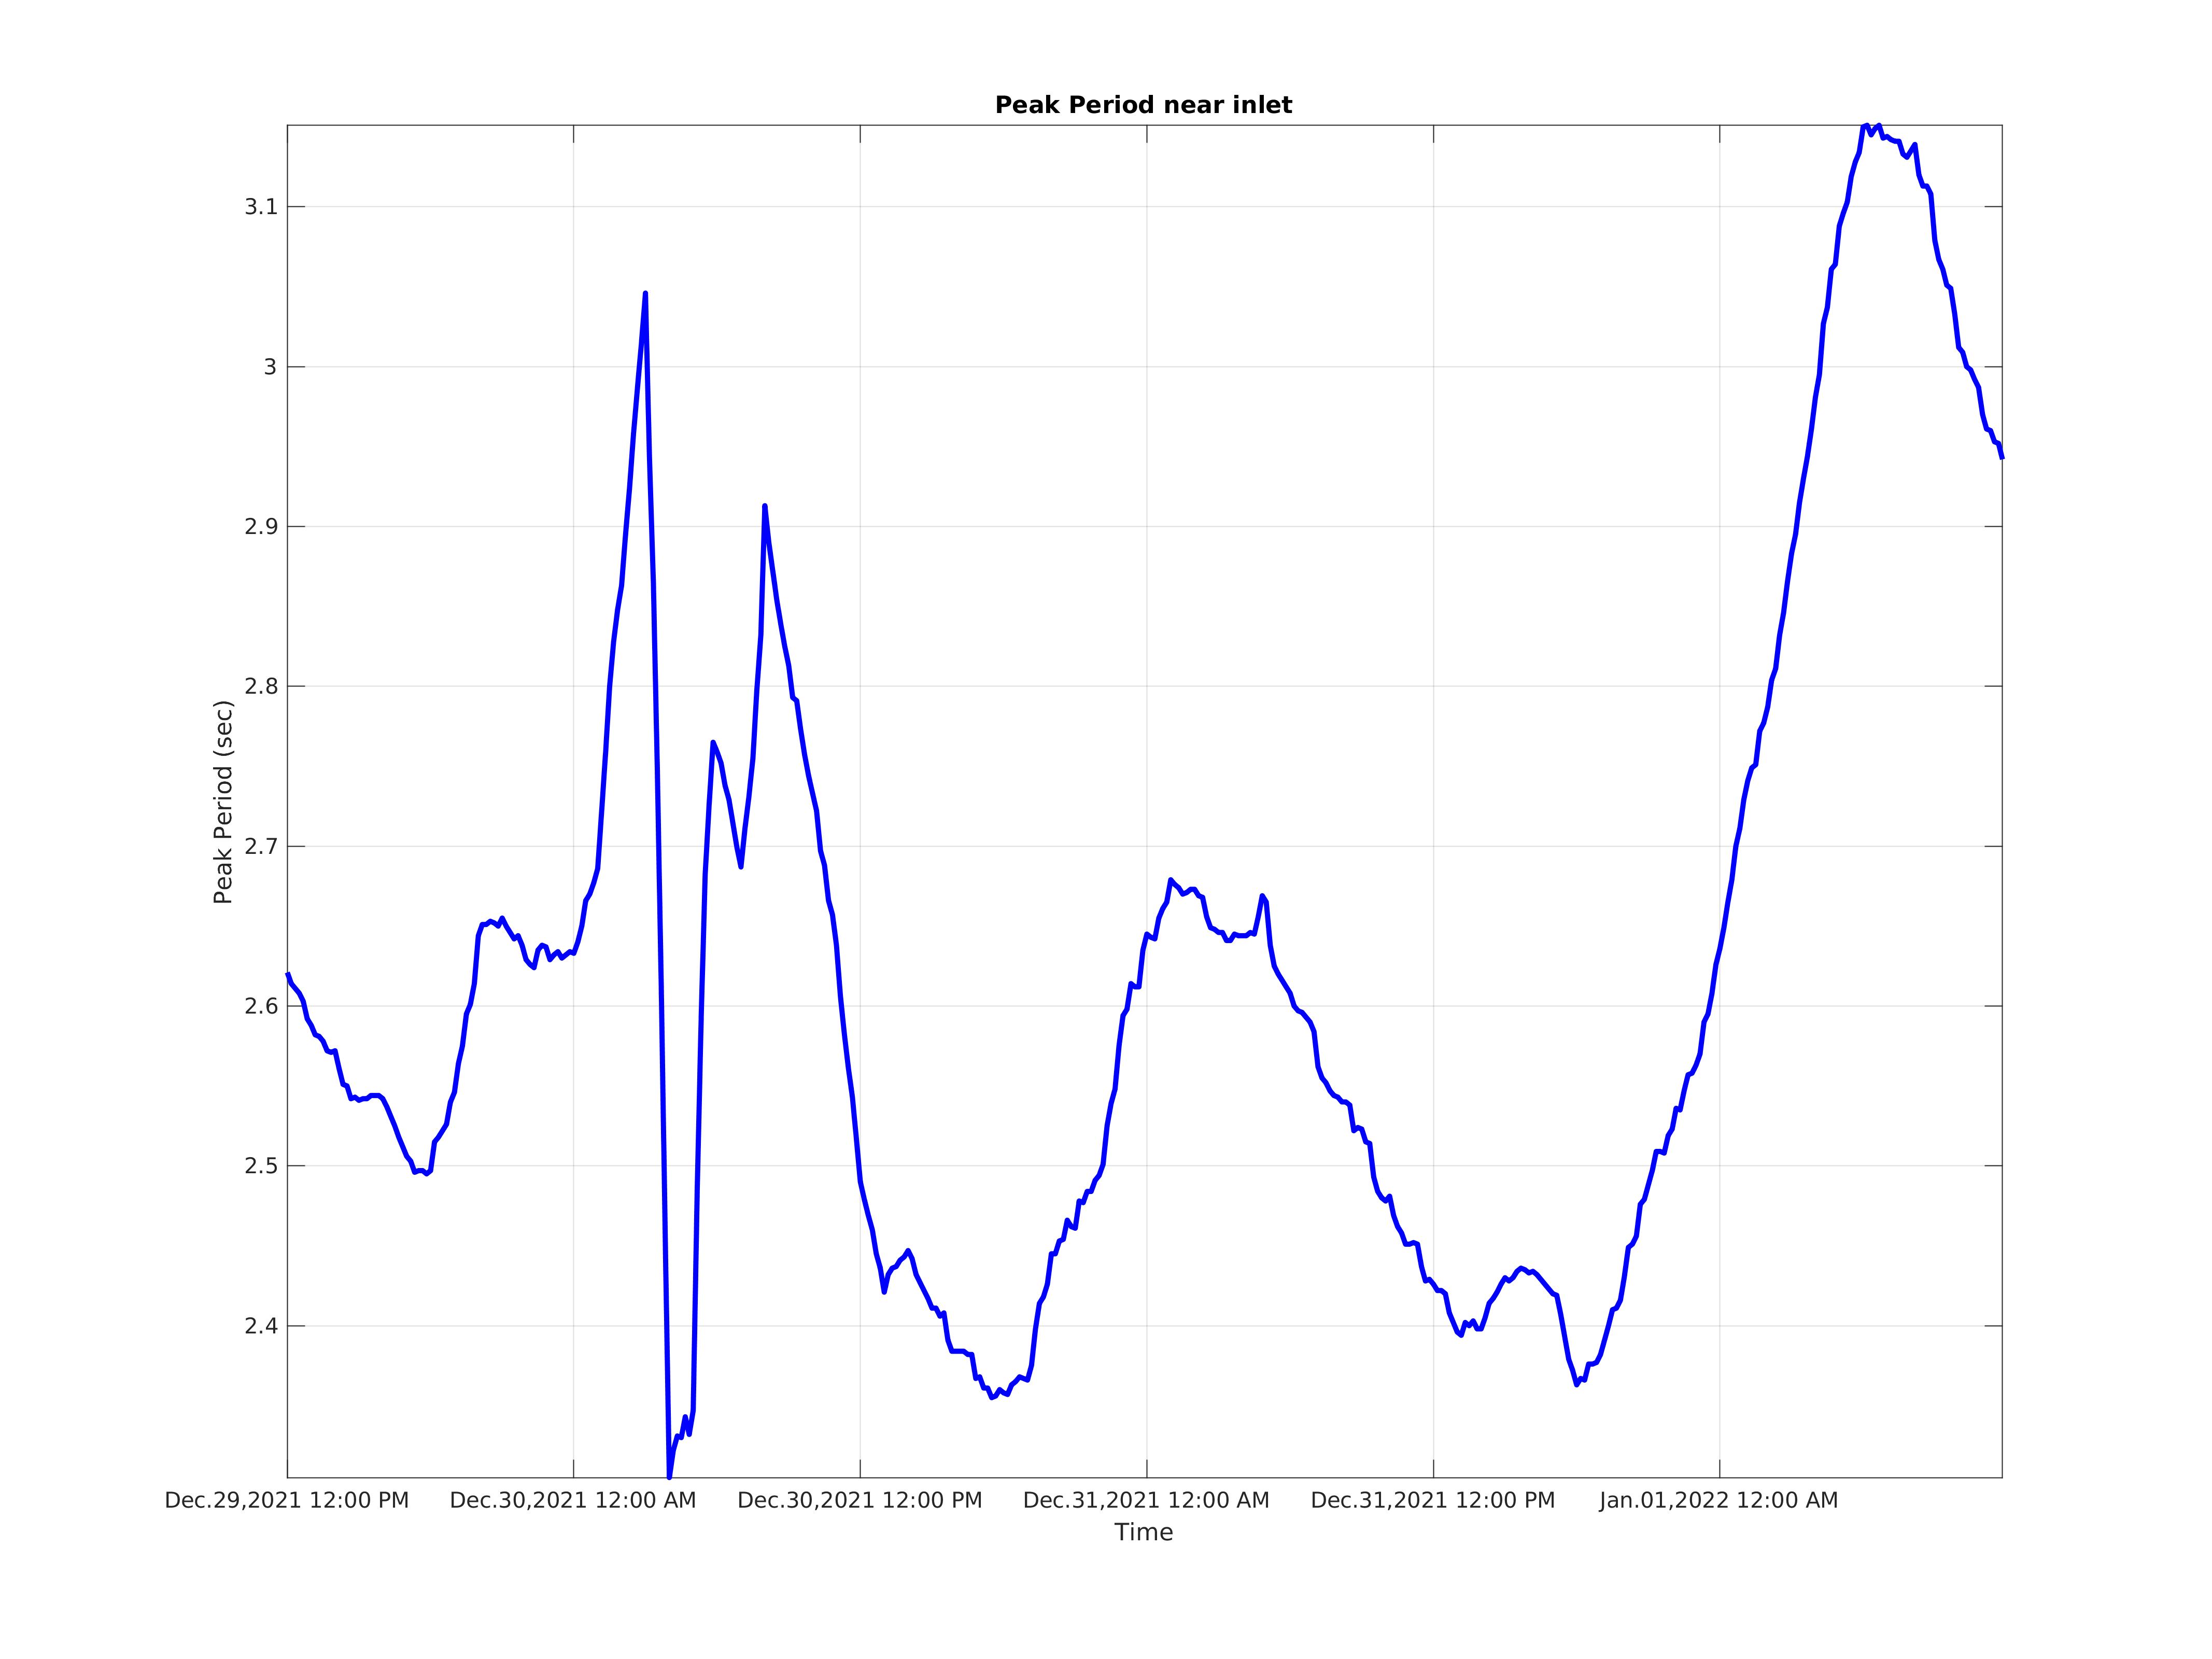 Peak Period near inlet
3.1
3
2.9
2.8
2.7
2.6
2.5
2.4
Peak Period (sec)
Dec.29,2021 12:00 PM Dec.30,2021 12:00 AM Dec.30,2021 12:00 PM Dec.31,2021 12:00 AM Dec.31,2021 12:00 PM Jan.01,2022 12:00 AM
Time